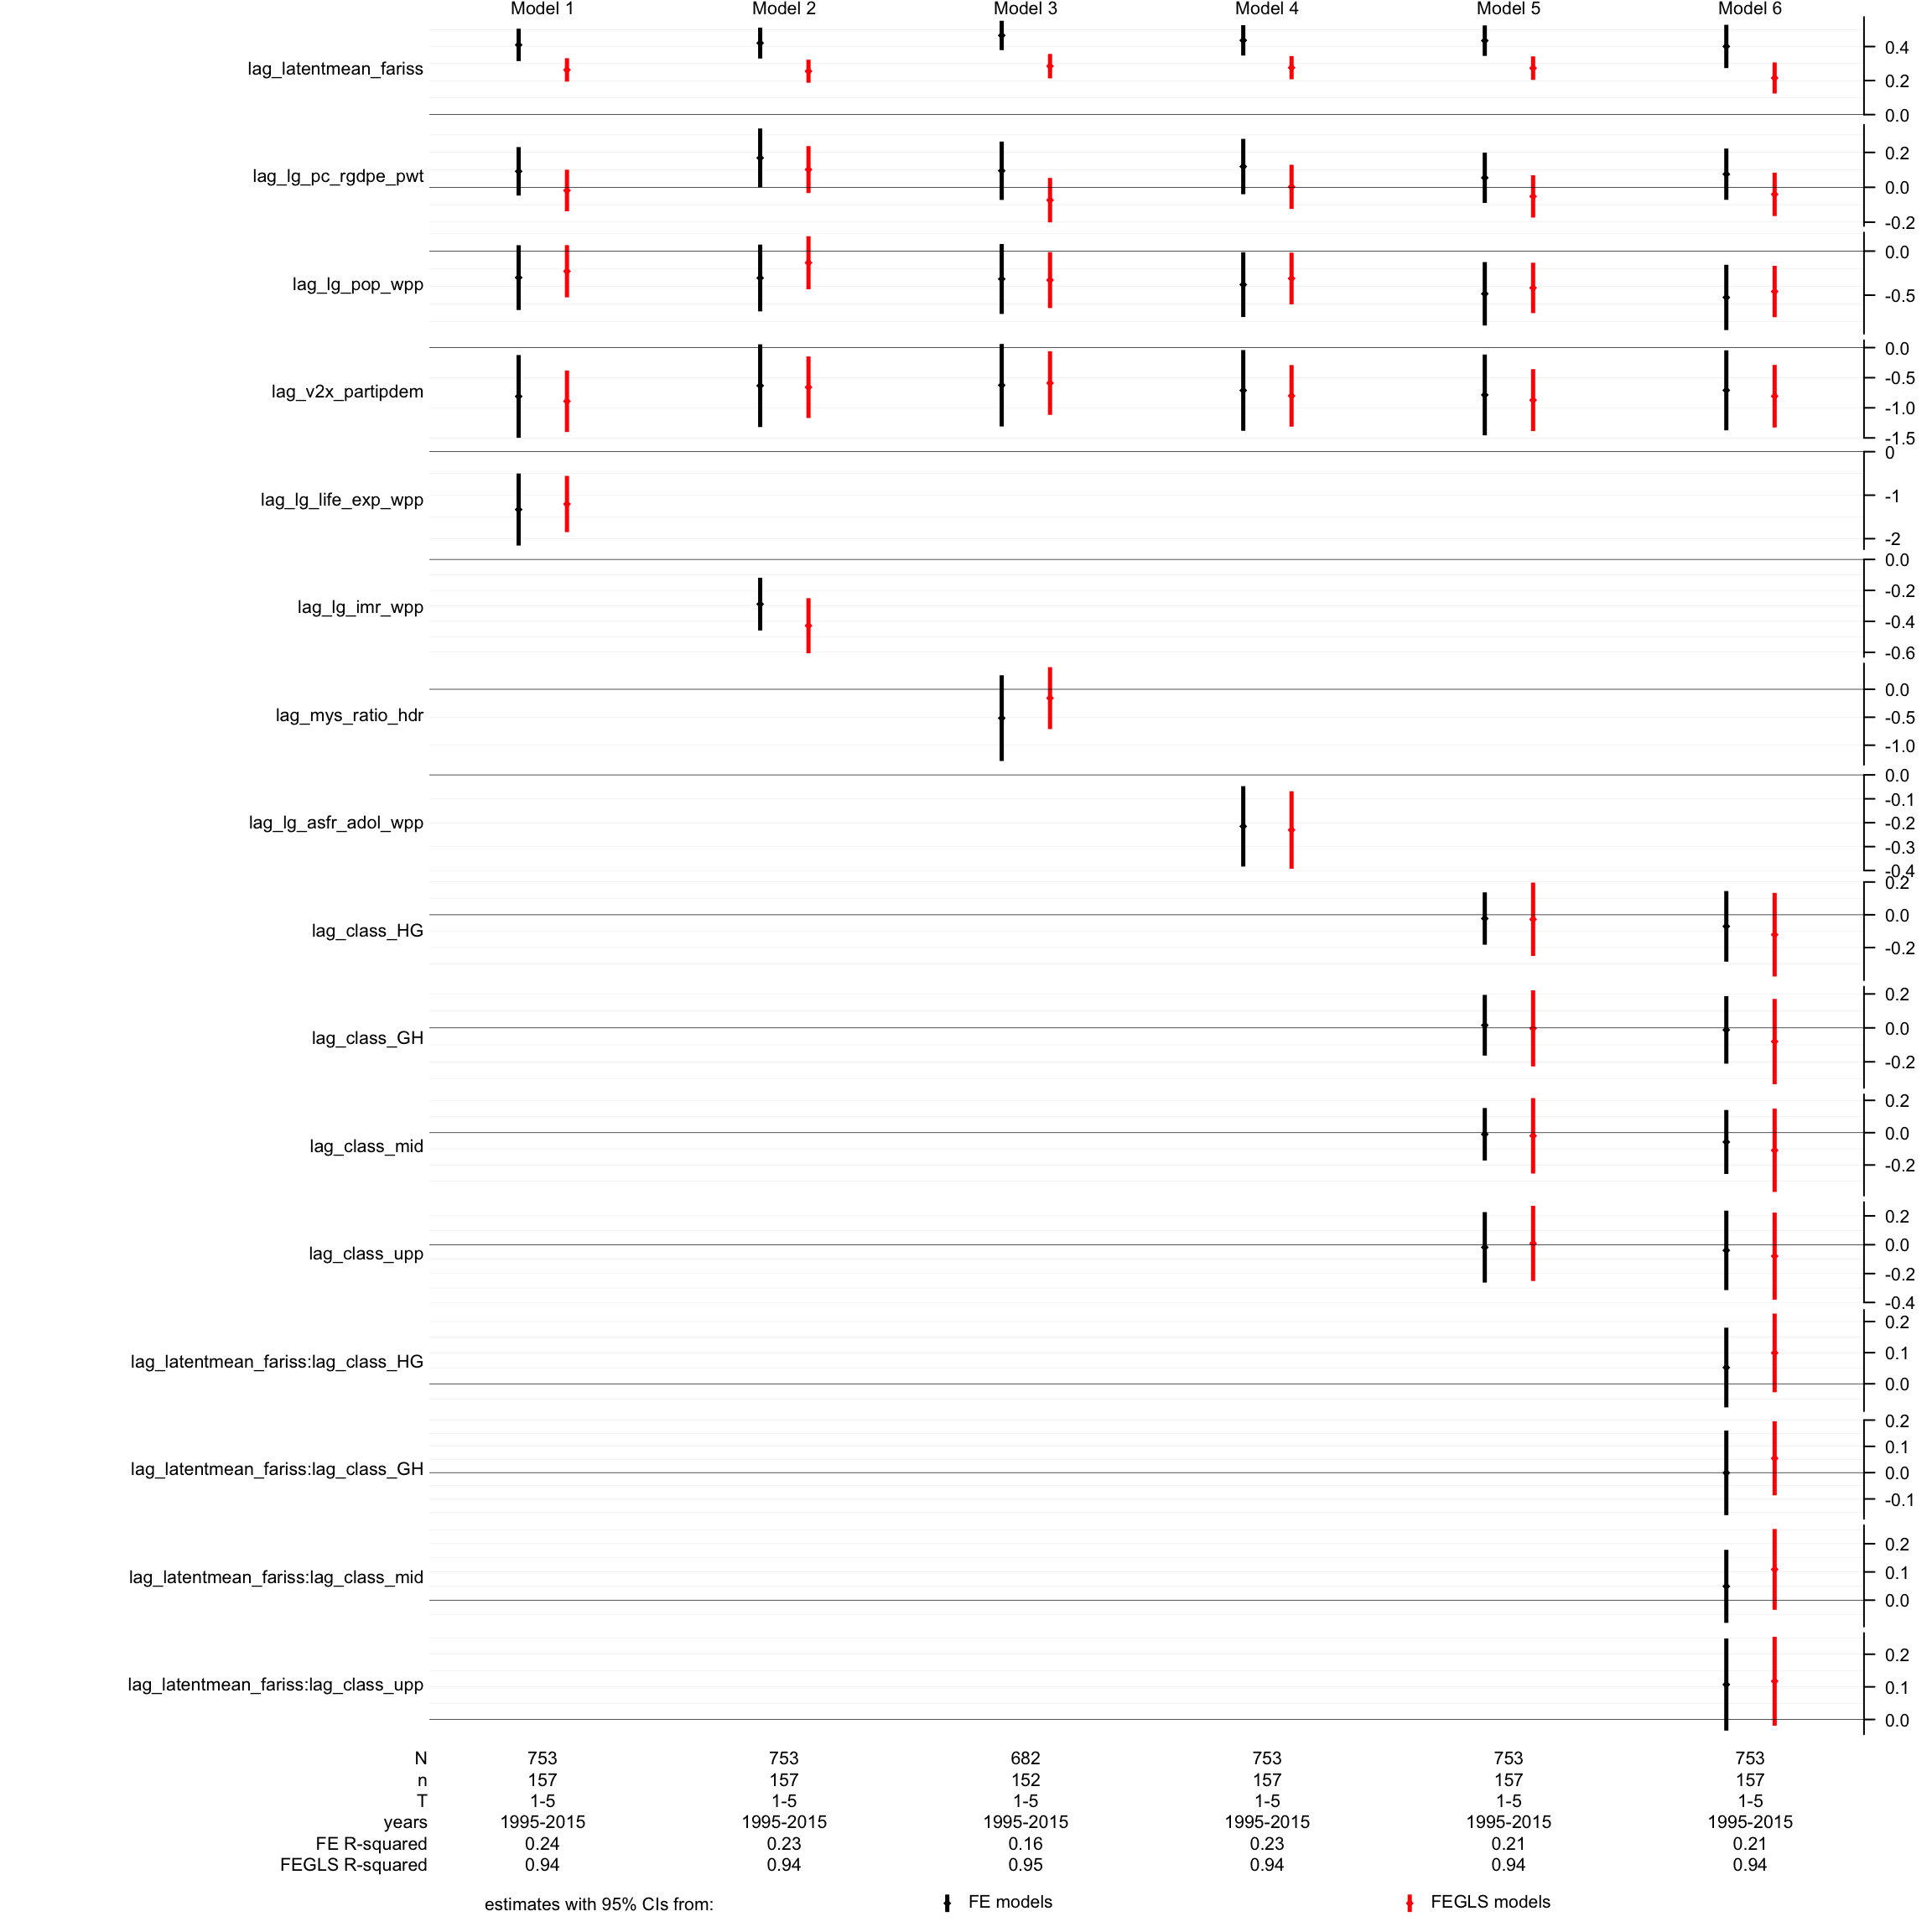 Model 1 Model 2 Model 3 Model 4 Model 5 Model 6
lag_latentmean_fariss
0.4
0.2
0.0
lag_lg_pc_rgdpe_pwt
0.2
0.0
-0.2
lag_lg_pop_wpp
0.0
-0.5
lag_v2x_partipdem
0.0
-0.5
-1.0
-1.5
lag_lg_life_exp_wpp
0
-1
-2
lag_lg_imr_wpp
0.0
-0.2
-0.4
-0.6
lag_mys_ratio_hdr
0.0
-0.5
-1.0
lag_lg_asfr_adol_wpp
0.0
-0.1
-0.2
-0.3
-0.4
lag_class_HG
0.2
0.0
-0.2
lag_class_GH
0.2
0.0
-0.2
lag_class_mid
0.2
0.0
-0.2
lag_class_upp
0.2
0.0
-0.2
-0.4
lag_latentmean_fariss:lag_class_HG
0.2
0.1
0.0
lag_latentmean_fariss:lag_class_GH
0.2
0.1
0.0
-0.1
lag_latentmean_fariss:lag_class_mid
0.2
0.1
0.0
lag_latentmean_fariss:lag_class_upp
0.2
0.1
0.0
N 753 753 682 753 753 753
n 157 157 152 157 157 157
T 1-5 1-5 1-5 1-5 1-5 1-5
years 1995-2015 1995-2015 1995-2015 1995-2015 1995-2015 1995-2015
FE R-squared 0.24 0.23 0.16 0.23 0.21 0.21
FEGLS R-squared 0.94 0.94 0.95 0.94 0.94 0.94
estimates with 95% CIs from: FE models FEGLS models